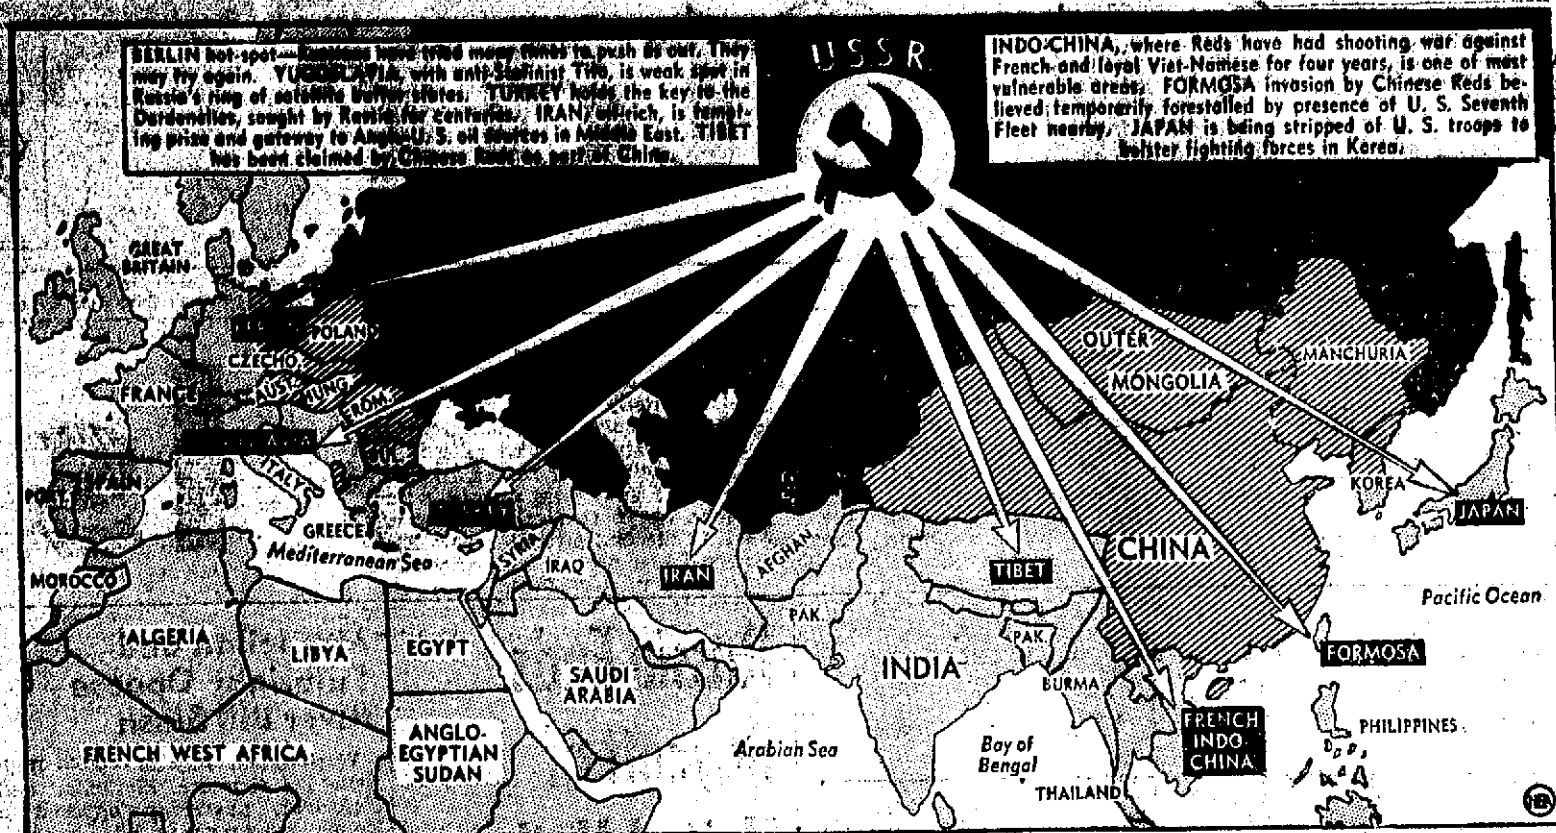 BERLIN hot-spot—Russians have tried many times to push us out. They
may try again. YUGOSLAVIA, with anti-Stalinist Tito, is weak spot in
Russia's ring of satellite buffer states. TURKEY holds the key to the
Dardanelles, sought by Russia for centuries. IRAN, oil-rich, is tempt-
ing prize and gateway to Anglo-U. S. oil sources in Middle East. TIBET
has been claimed by Chinese Reds as part of China.
U.S.S.R.
INDO-CHINA, where Reds have had shooting war against
French and loyal Viet-Namese for four years, is one of most
vulnerable areas. FORMOSA invasion by Chinese Reds be-
lieved temporarily forestalled by presence of U. S. Seventh
Fleet nearby. JAPAN is being stripped of U. S. troops to
bolster fighting forces in Korea.
GREAT
BRITAIN
POLAND
CZECHO.
AUST.
HUNG.
ROM.
FRANCE
BUL.
ITALY
PORT.
SPAIN
GREECE
TURKEY
Mediterranean Sea
SYRIA
IRAQ
IRAN
AFGHAN.
PAK.
TIBET
OUTER
MONGOLIA
MANCHURIA
KOREA
JAPAN
CHINA
Pacific Ocean
MOROCCO
ALGERIA
LIBYA
EGYPT
SAUDI
ARABIA
INDIA
PAK.
BURMA
FORMOSA
FRENCH
INDO-
CHINA
PHILIPPINES
FRENCH WEST AFRICA
ANGLO-
EGYPTIAN
SUDAN
Arabian Sea
Bay of
Bengal
THAILAND
NEA